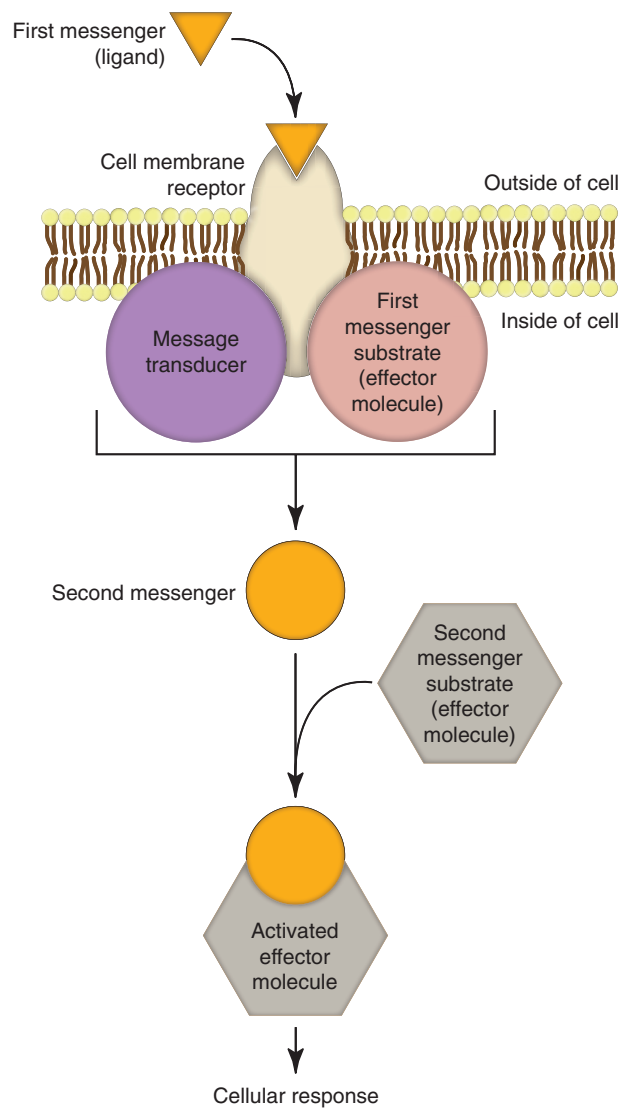 First messenger
(ligand)
Cell membrane
receptor
Outside of cell
Inside of cell
Message
transducer
First
messenger
substrate
(effector
molecule)
Second messenger
Second
messenger
substrate
(effector
molecule)
Activated
effector
molecule
Cellular response